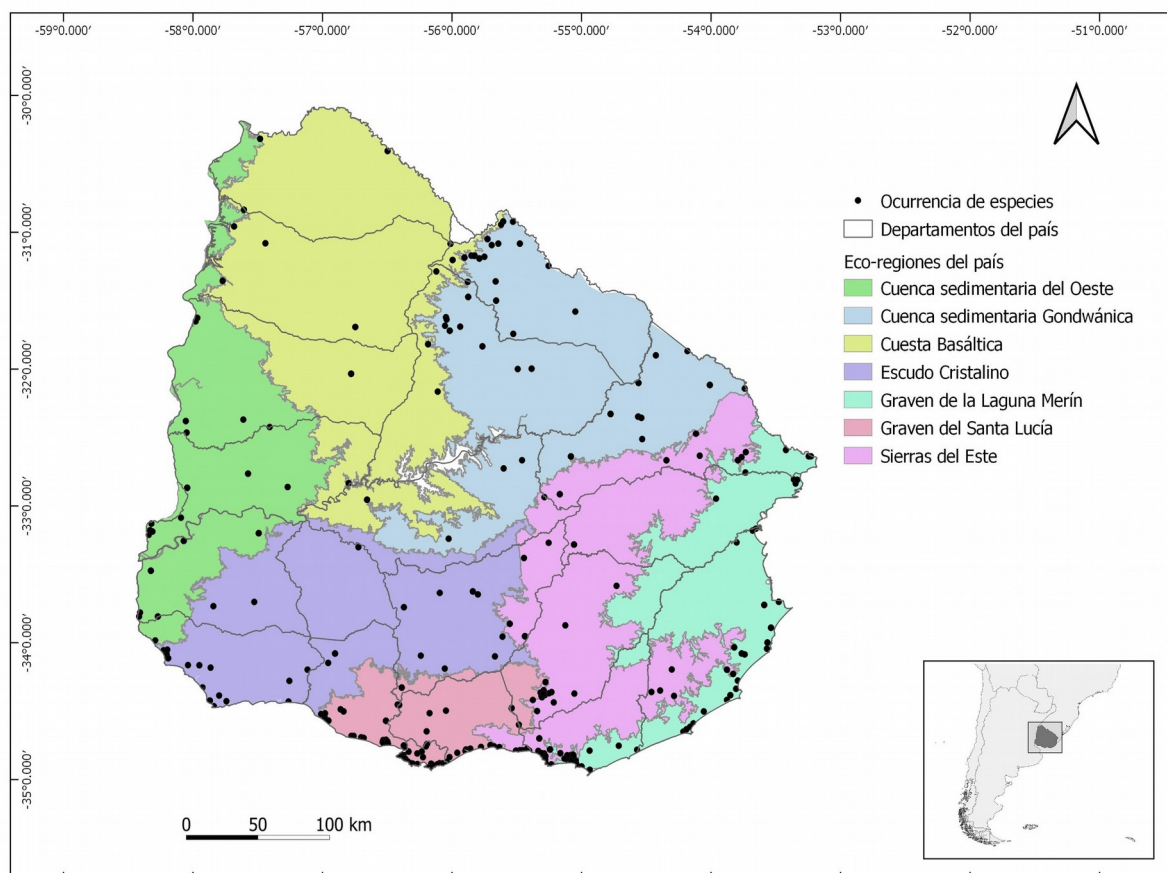 -59°0.000' -58°0.000' -57°0.000' -56°0.000' -55°0.000' -54°0.000' -53°0.000' -52°0.000' -51°0.000'
-30°0.000'
-31°0.000'
-32°0.000'
-33°0.000'
-34°0.000'
-35°0.000'
Ocurrencia de especies
Departamentos del país
Eco-regiones del país
Cuenca sedimentaria del Oeste
Cuenca sedimentaria Gondwánica
Cuesta Basáltica
Escudo Cristalino
Graven de la Laguna Merín
Graven del Santa Lucía
Sierras del Este
0 50 100 km